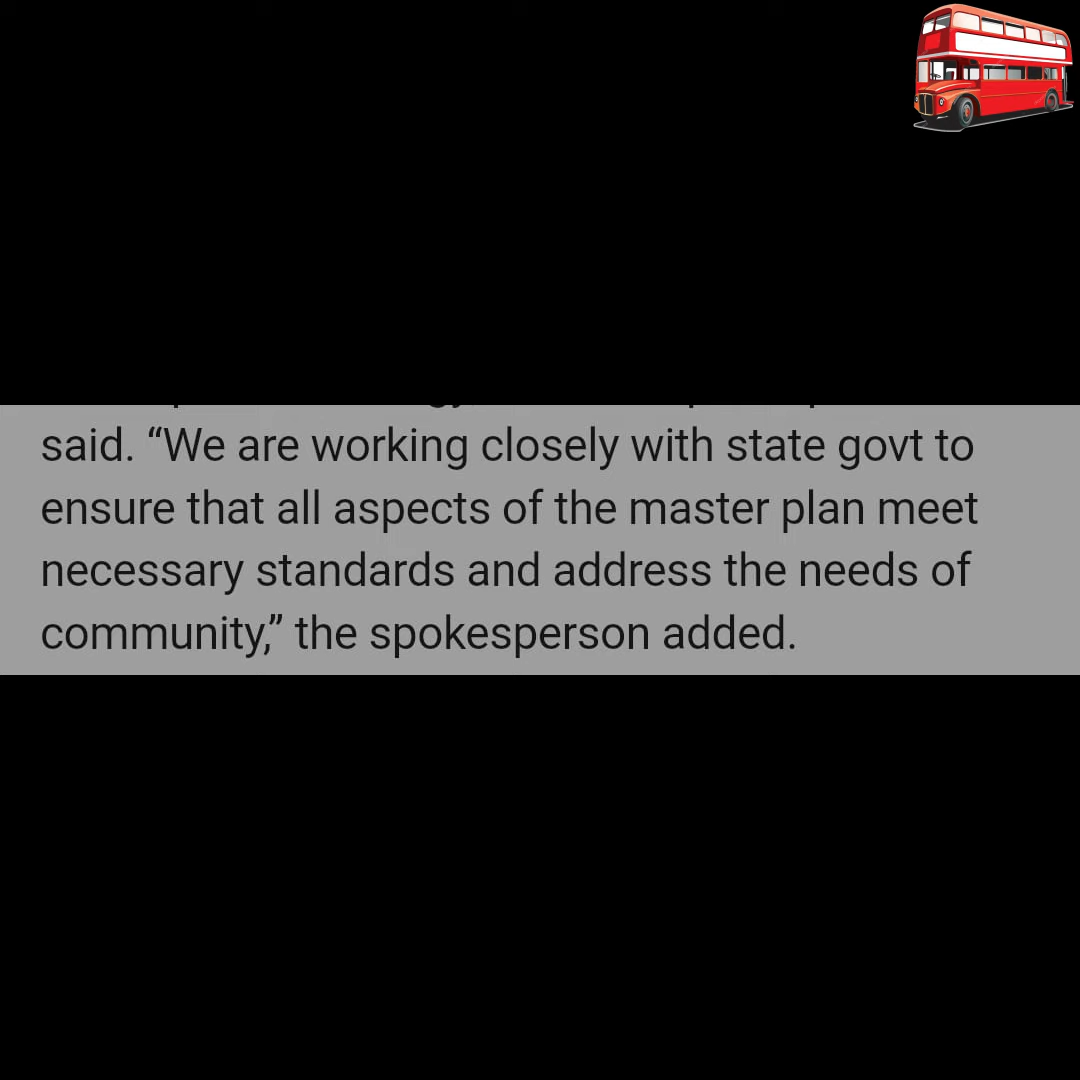 said. “We are working closely with state govt to
ensure that all aspects of the master plan meet
necessary standards and address the needs of
community,” the spokesperson added.